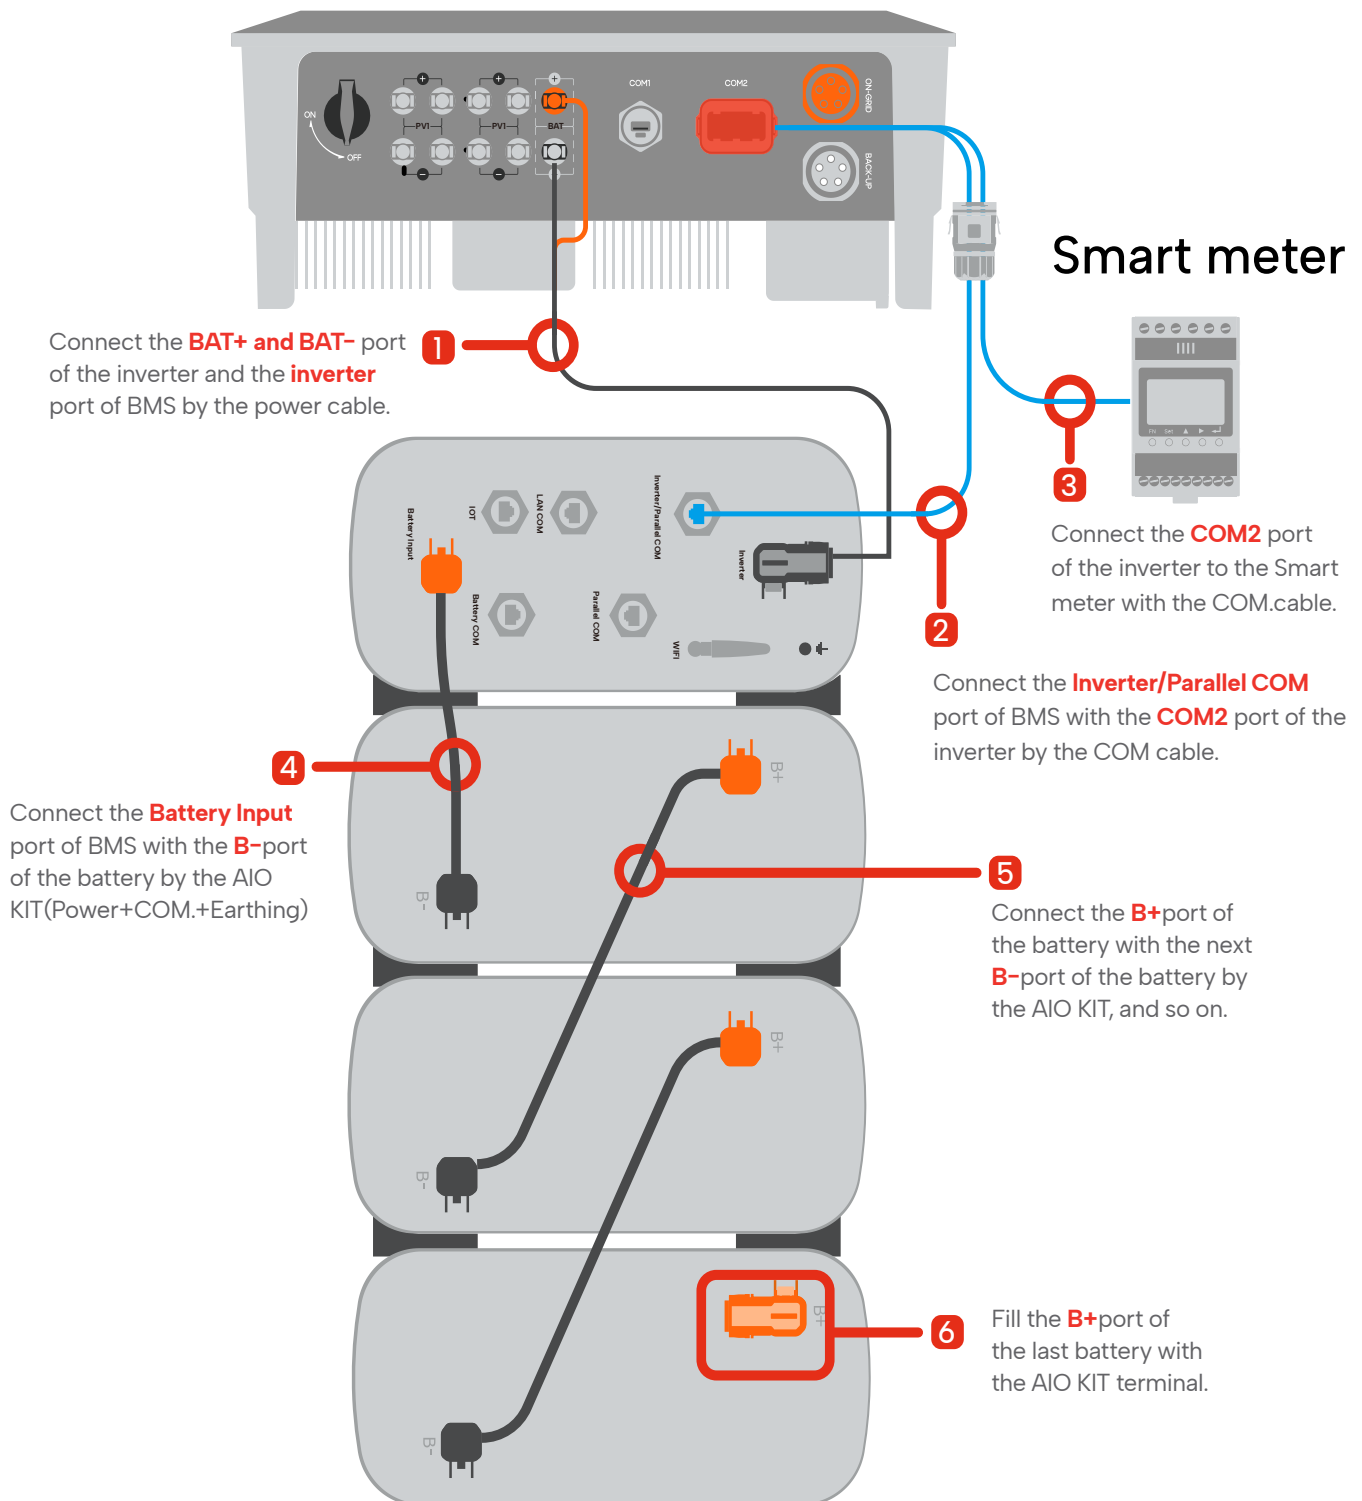 COM1
COM2
ON-GRID
BACK-UP
ON
OFF
PV1
PV1
BAT
+
+
+
−
−
Smart meter
1
Connect the BAT+ and BAT- port
of the inverter and the inverter
port of BMS by the power cable.
Fn Set
3
Connect the COM2 port
of the inverter to the Smart
meter with the COM.cable.
Battery Input
IOT
LAN COM
Inverter/Parallel COM
Inverter
Battery COM
Parallel COM
WIFI
2
Connect the Inverter/Parallel COM
port of BMS with the COM2 port of the
inverter by the COM cable.
4
Connect the Battery Input
port of BMS with the B-port
of the battery by the AIO
KIT(Power+COM.+Earthing)
B+
B-
5
Connect the B+port of
the battery with the next
B-port of the battery by
the AIO KIT, and so on.
B+
B-
B+
6
Fill the B+port of
the last battery with
the AIO KIT terminal.
B-